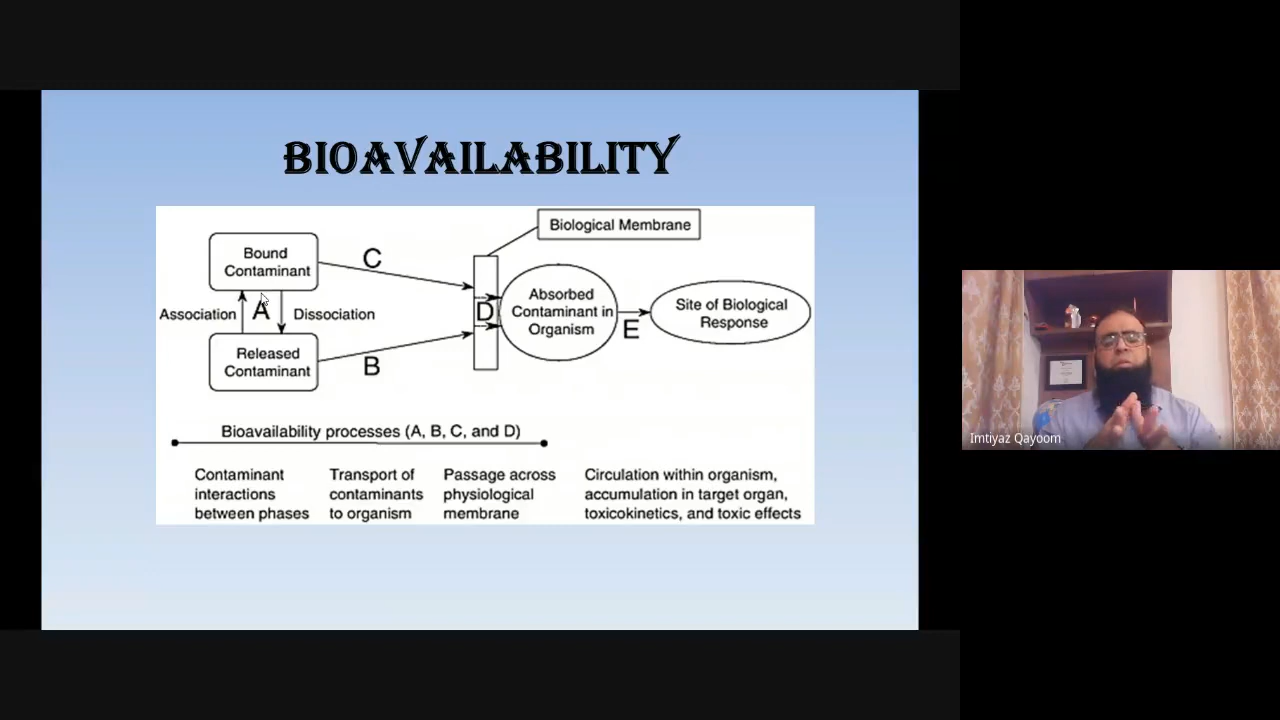 BIOAVAILABILITY
Biological Membrane
Bound
Contaminant
C
Association
A
Dissociation
D
Absorbed
Contaminant in
Organism
E
Site of Biological
Response
Released
Contaminant
B
Bioavailability processes (A, B, C, and D)
Contaminant
interactions
between phases
Transport of
contaminants
to organism
Passage across
physiological
membrane
Circulation within organism,
accumulation in target organ,
toxicokinetics, and toxic effects
Imtiyaz Qayoom